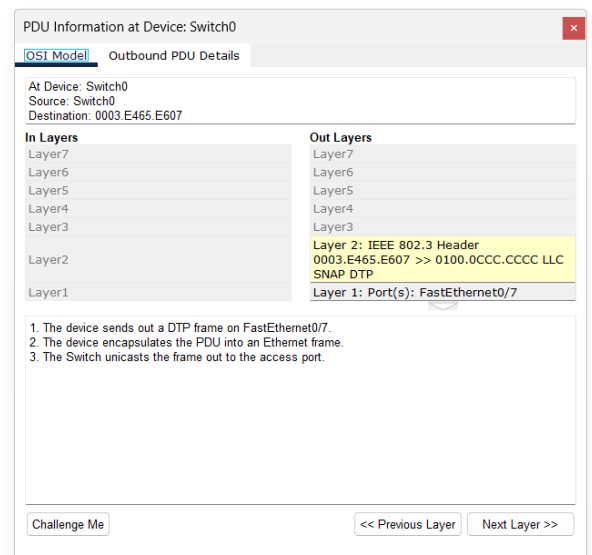 PDU Information at Device: Switch0
×
OSI Model Outbound PDU Details
At Device: Switch0
Source: Switch0
Destination: 0003.E465.E607
In Layers
Layer7
Layer6
Layer5
Layer4
Layer3
Layer2
Layer1
Out Layers
Layer7
Layer6
Layer5
Layer4
Layer3
Layer 2: IEEE 802.3 Header
0003.E465.E607 >> 0100.0CCC.CCCC LLC
SNAP DTP
Layer 1: Port(s): FastEthernet0/7
1. The device sends out a DTP frame on FastEthernet0/7.
2. The device encapsulates the PDU into an Ethernet frame.
3. The Switch unicasts the frame out to the access port.
Challenge Me
<< Previous Layer
Next Layer >>